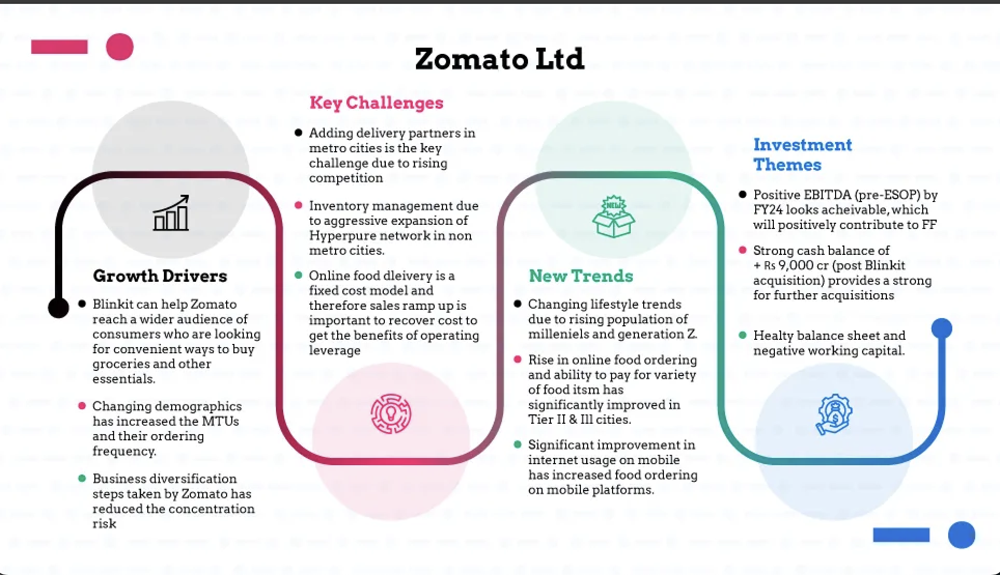 Zomato Ltd
Growth Drivers
Blinkit can help Zomato
reach a wider audience of
consumers who are looking
for convenient ways to buy
groceries and other
essentials.
Changing demographics
has increased the MTUs
and their ordering
frequency.
Business diversification
steps taken by Zomato has
reduced the concentration
risk
Key Challenges
Adding delivery partners in
metro cities is the key
challenge due to rising
competition
Inventory management due
to aggressive expansion of
Hyperpure network in non
metro cities.
Online food dleivery is a
fixed cost model and
therefore sales ramp up is
important to recover cost to
get the benefits of operating
leverage
NEW
New Trends
Changing lifestyle trends
due to rising population of
milleniels and generation Z.
Rise in online food ordering
and ability to pay for variety
of food itsm has
significantly improved in
Tier II & III cities.
Significant improvement in
internet usage on mobile
has increased food ordering
on mobile platforms.
Investment
Themes
Positive EBITDA (pre-ESOP) by
FY24 looks acheivable, which
will positively contribute to FF
Strong cash balance of
+ Rs 9,000 cr (post Blinkit
acquisition) provides a strong
for further acquisitions
Healty balance sheet and
negative working capital.
$